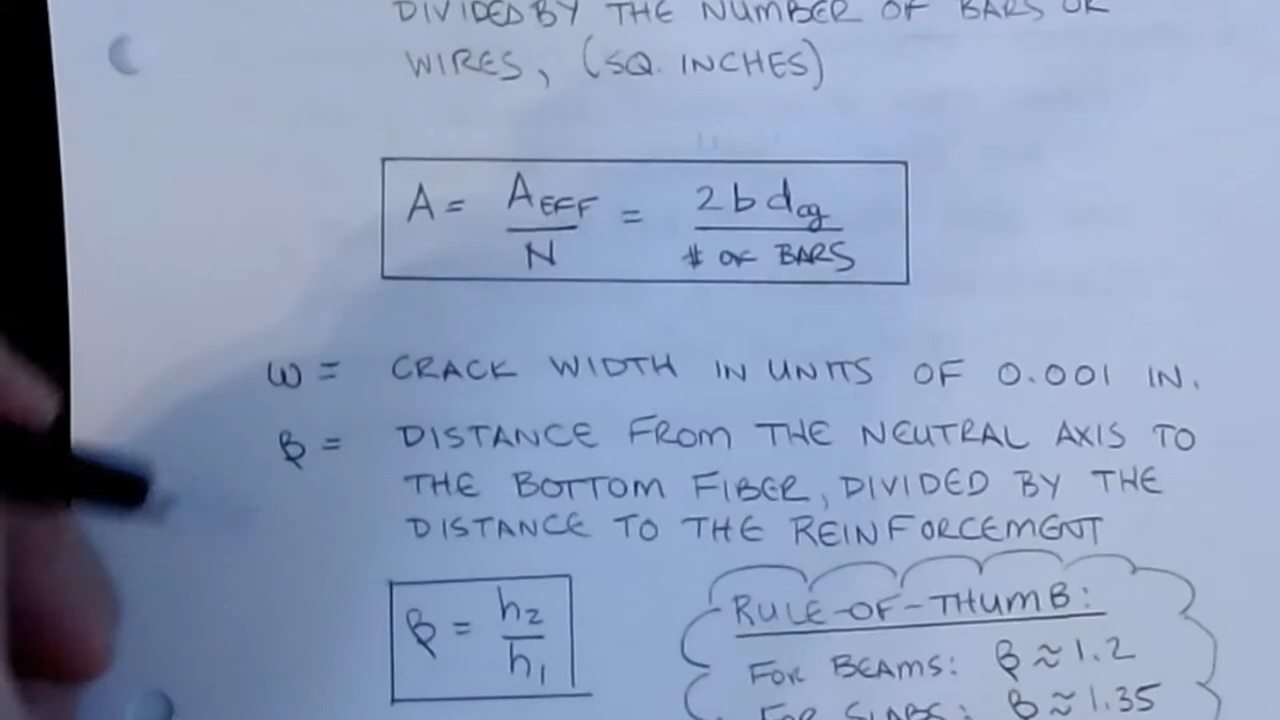 DIVIDED BY THE NUMBER OF BARS OR
WIRES, (SQ. INCHES)
A = A_EFF / N = 2 b d_cg / # OF BARS
ω = CRACK WIDTH IN UNITS OF 0.001 IN.
β = DISTANCE FROM THE NEUTRAL AXIS TO
THE BOTTOM FIBER, DIVIDED BY THE
DISTANCE TO THE REINFORCEMENT
β = h₂ / h₁
RULE-OF-THUMB:
FOR BEAMS: β ≈ 1.2
FOR SLABS: β ≈ 1.35